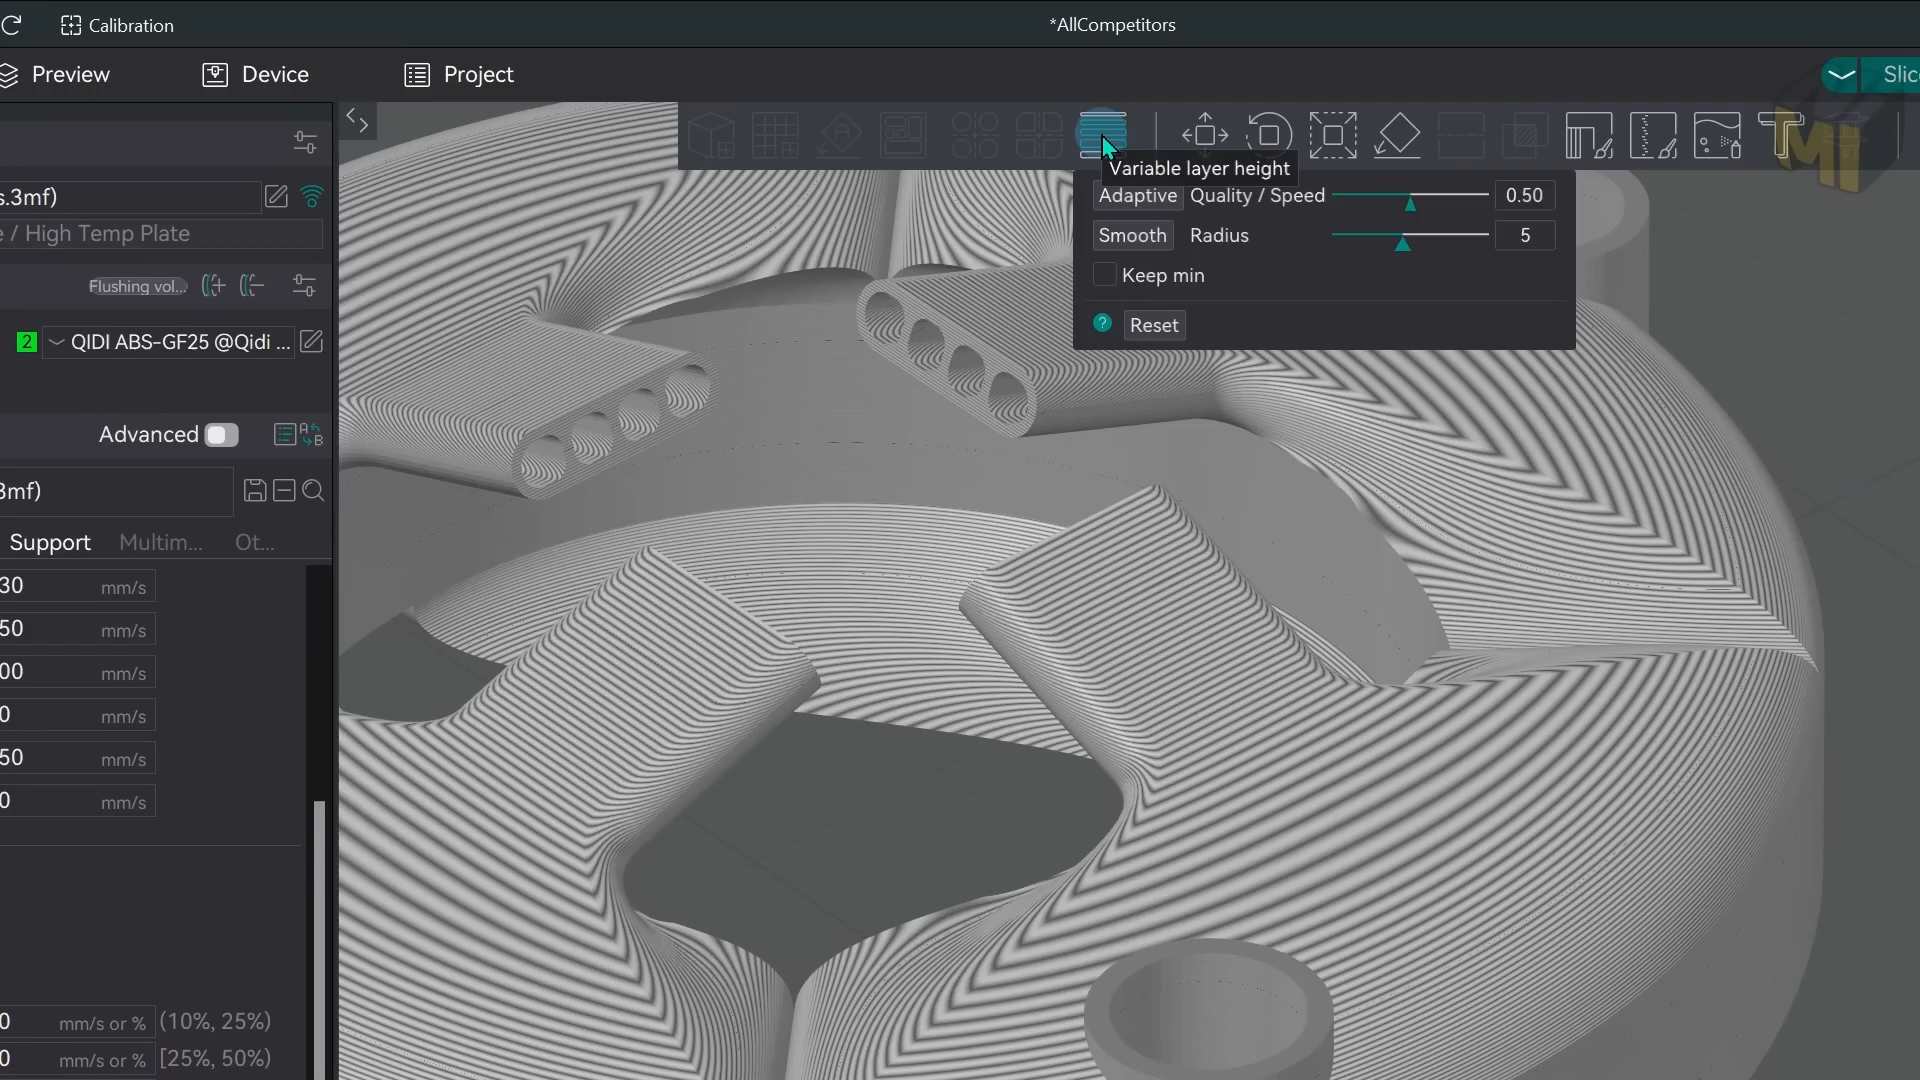 Calibration
*AllCompetitors
Preview
Device
Project
Slic
Variable layer height
s.3mf)
Adaptive Quality / Speed 0.50
e / High Temp Plate
Smooth Radius 5
Keep min
Flushing vol...
? Reset
2 QIDI ABS-GF25 @Qidi ...
Advanced
3mf)
Support Multim... Ot...
30 mm/s
50 mm/s
00 mm/s
0 mm/s
50 mm/s
0 mm/s
0 mm/s or % (10%, 25%)
0 mm/s or % [25%, 50%)